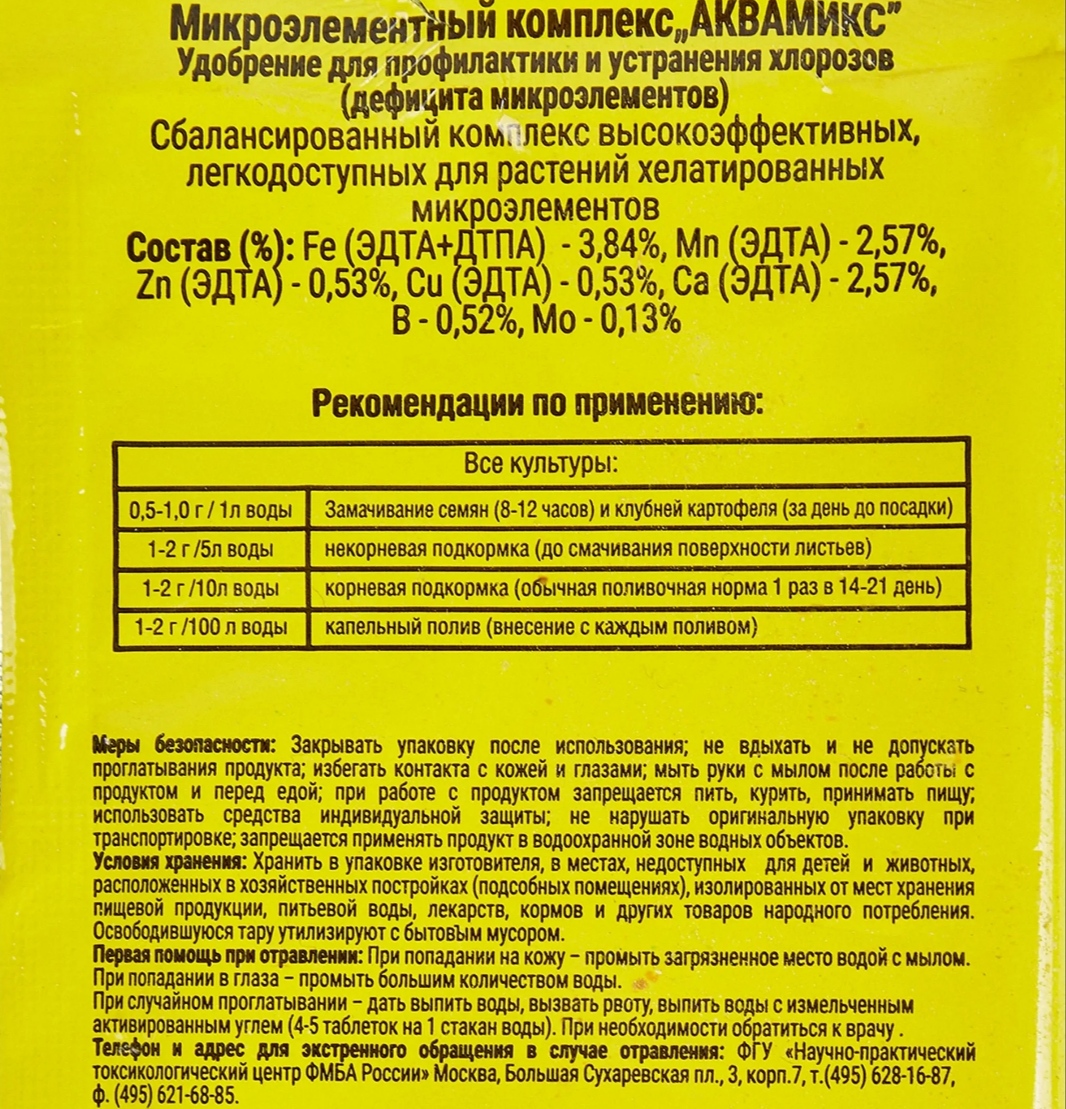 Микроэлементный комплекс„АКВАМИКС”
Удобрение для профилактики и устранения хлорозов
(дефицита микроэлементов)
Сбалансированный комплекс высокоэффективных,
легкодоступных для растений хелатированных
микроэлементов
Состав (%): Fe (ЭДТА+ДТПА) - 3,84%, Mn (ЭДТА) - 2,57%,
Zn (ЭДТА) - 0,53%, Cu (ЭДТА) - 0,53%, Ca (ЭДТА) - 2,57%,
B - 0,52%, Mo - 0,13%
Рекомендации по применению:
Все культуры:
0,5-1,0 г / 1л воды Замачивание семян (8-12 часов) и клубней картофеля (за день до посадки)
1-2 г /5л воды некорневая подкормка (до смачивания поверхности листьев)
1-2 г /10л воды корневая подкормка (обычная поливочная норма 1 раз в 14-21 день)
1-2 г /100 л воды капельный полив (внесение с каждым поливом)
Меры безопасности: Закрывать упаковку после использования; не вдыхать и не допускать
проглатывания продукта; избегать контакта с кожей и глазами; мыть руки с мылом после работы с
продуктом и перед едой; при работе с продуктом запрещается пить, курить, принимать пищу;
использовать средства индивидуальной защиты; не нарушать оригинальную упаковку при
транспортировке; запрещается применять продукт в водоохранной зоне водных объектов.
Условия хранения: Хранить в упаковке изготовителя, в местах, недоступных для детей и животных,
расположенных в хозяйственных постройках (подсобных помещениях), изолированных от мест хранения
пищевой продукции, питьевой воды, лекарств, кормов и других товаров народного потребления.
Освободившуюся тару утилизируют с бытовым мусором.
Первая помощь при отравлении: При попадании на кожу – промыть загрязненное место водой с мылом.
При попадании в глаза – промыть большим количеством воды.
При случайном проглатывании – дать выпить воды, вызвать рвоту, выпить воды с измельченным
активированным углем (4-5 таблеток на 1 стакан воды). При необходимости обратиться к врачу .
Телефон и адрес для экстренного обращения в случае отравления: ФГУ «Научно-практический
токсикологический центр ФМБА России» Москва, Большая Сухаревская пл., 3, корп.7, т.(495) 628-16-87,
ф. (495) 621-68-85.